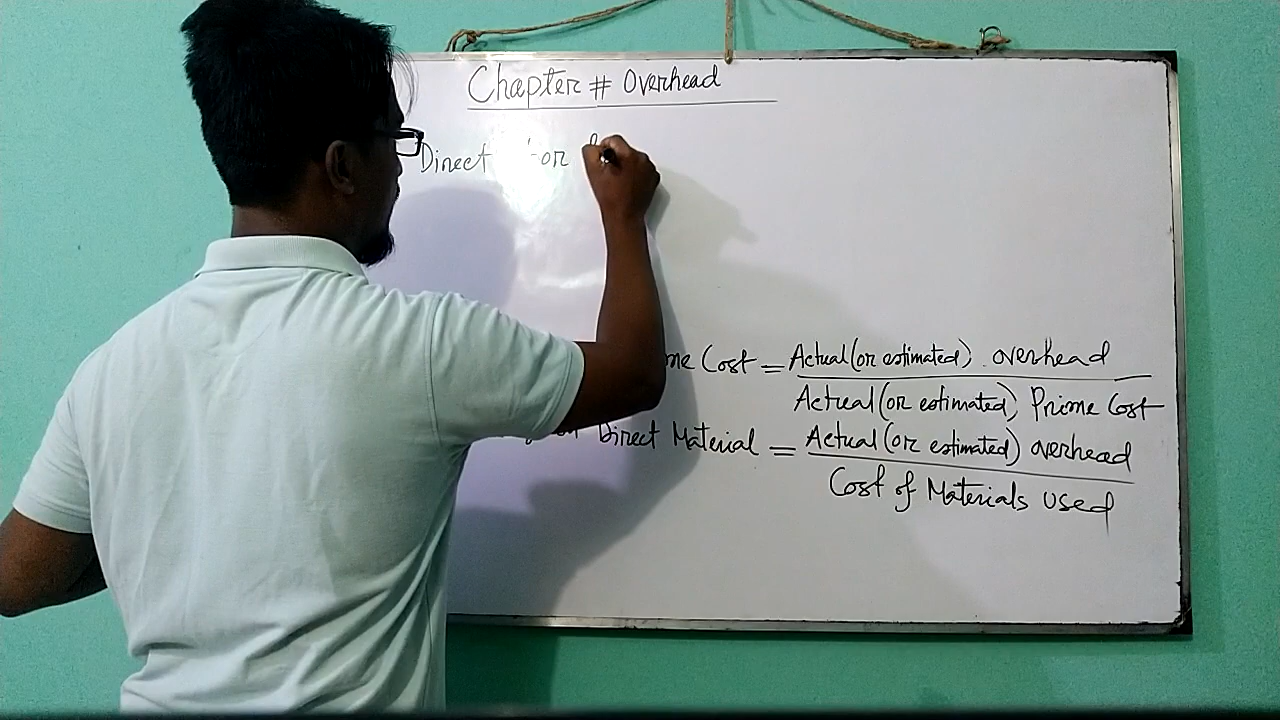 Chapter # Overhead
Direct
me Cost = Actual (or estimated). overhead
Actual (or estimated) Prime Cost
Direct Material = Actual (or estimated) overhead
Cost of Materials used